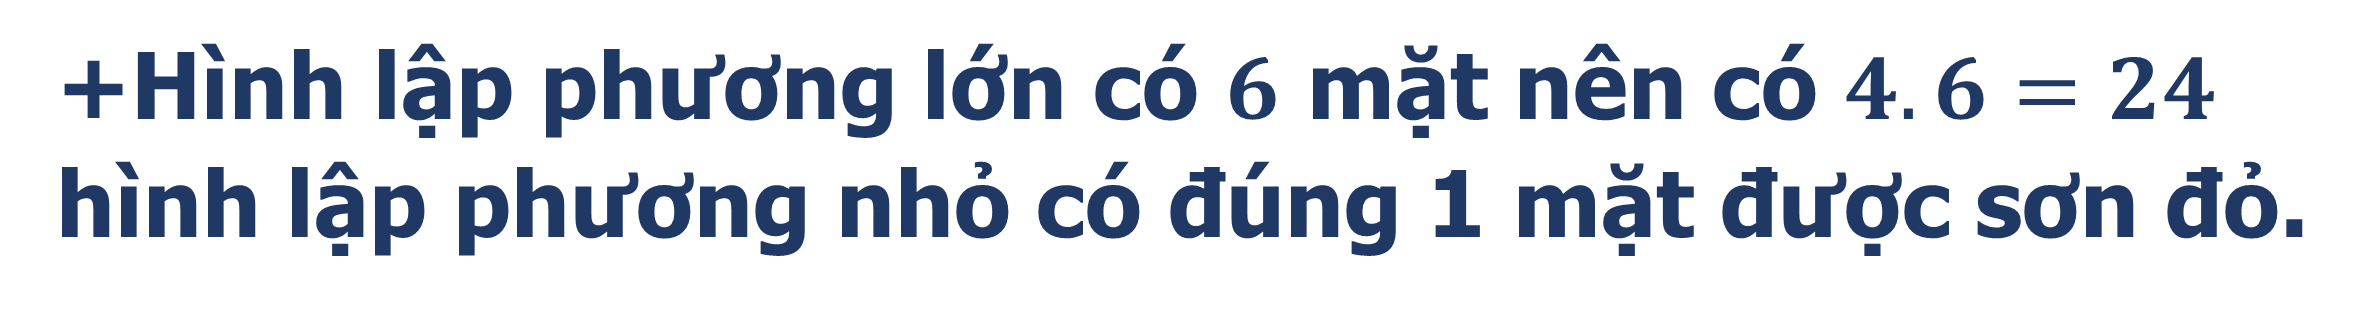 +Hình lập phương lớn có 6 mặt nên có 4. 6 = 24
hình lập phương nhỏ có đúng 1 mặt được sơn đỏ.